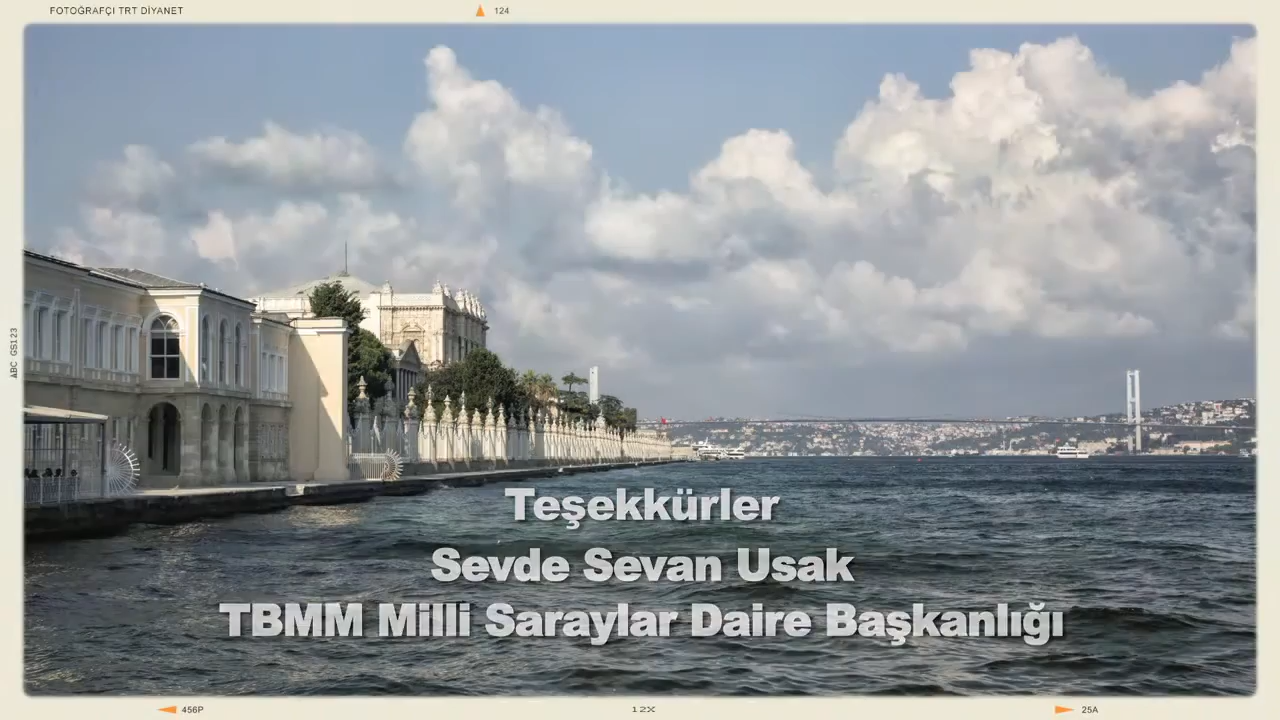 FOTOĞRAFÇI TRT DİYANET
124
ABC GS123
Teşekkürler
Sevde Sevan Usak
TBMM Milli Saraylar Daire Başkanlığı
456P
12X
25A